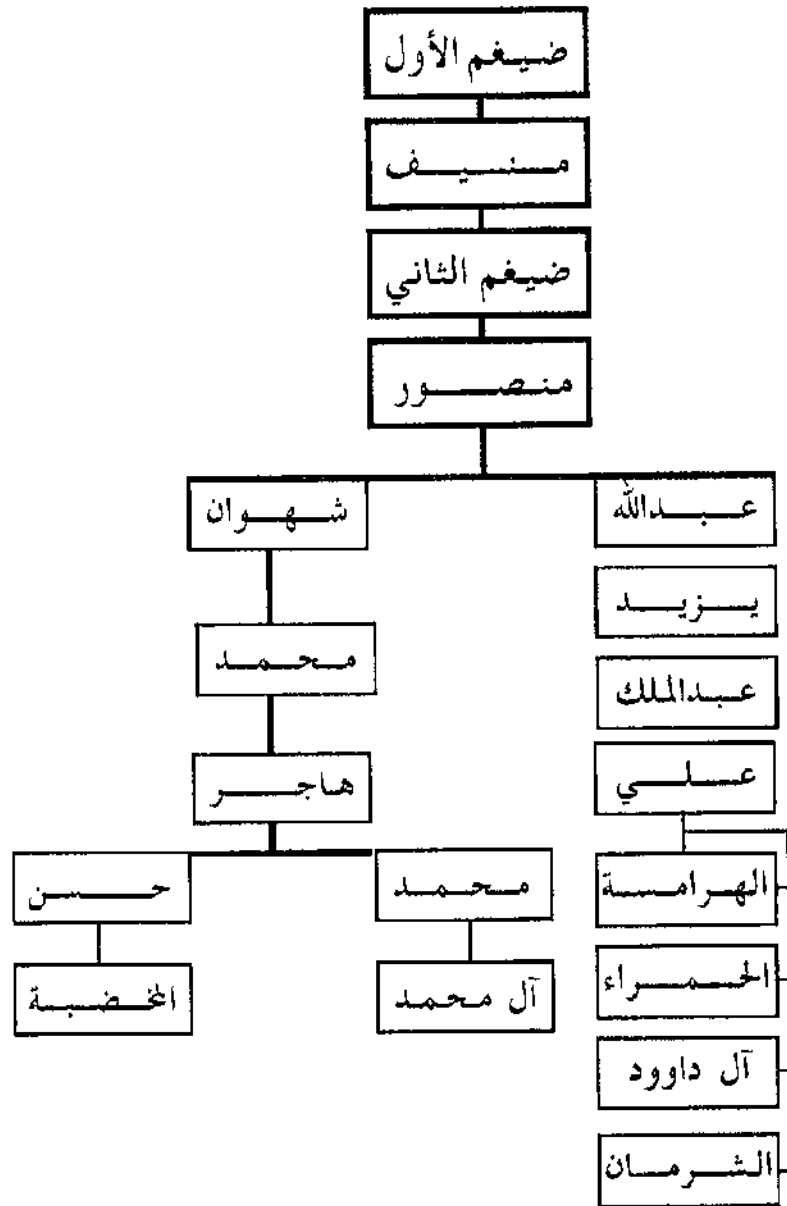 ضيغم الأول
منيف
ضيغم الثاني
منصور
عبدالله
شهوان
يزيد
محمد
عبدالملك
علي
هاجر
الهرامسة
محمد
حسن
الحمراء
آل محمد
المخضبة
آل داوود
الشرمان